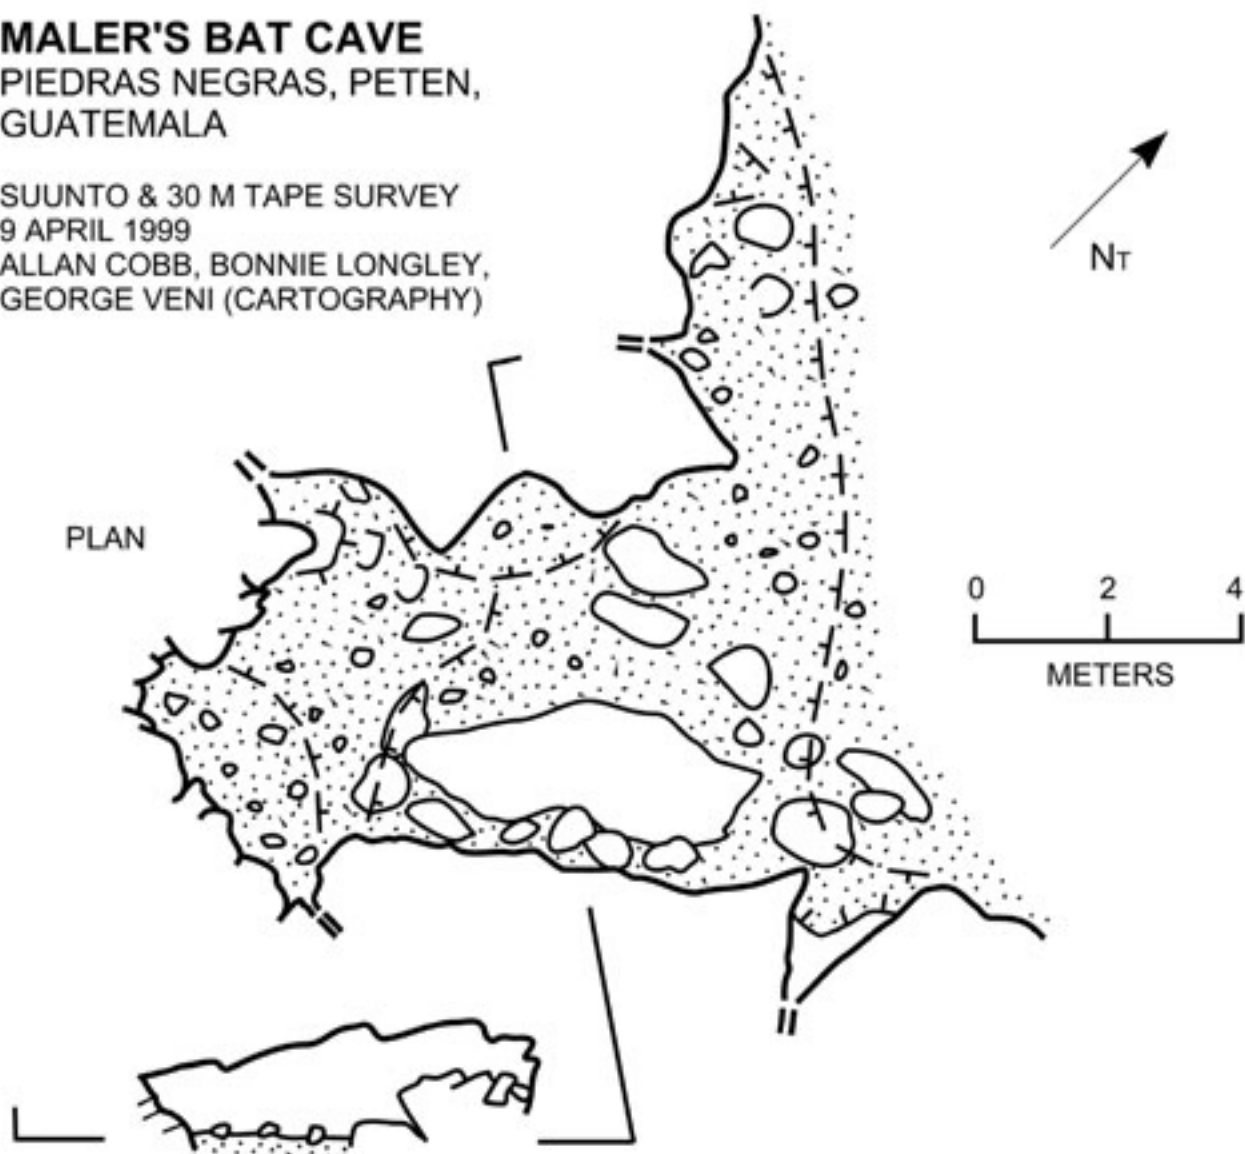 MALER'S BAT CAVE
PIEDRAS NEGRAS, PETEN,
GUATEMALA
SUUNTO & 30 M TAPE SURVEY
9 APRIL 1999
ALLAN COBB, BONNIE LONGLEY,
GEORGE VENI (CARTOGRAPHY)
NT
PLAN
0 2 4
METERS